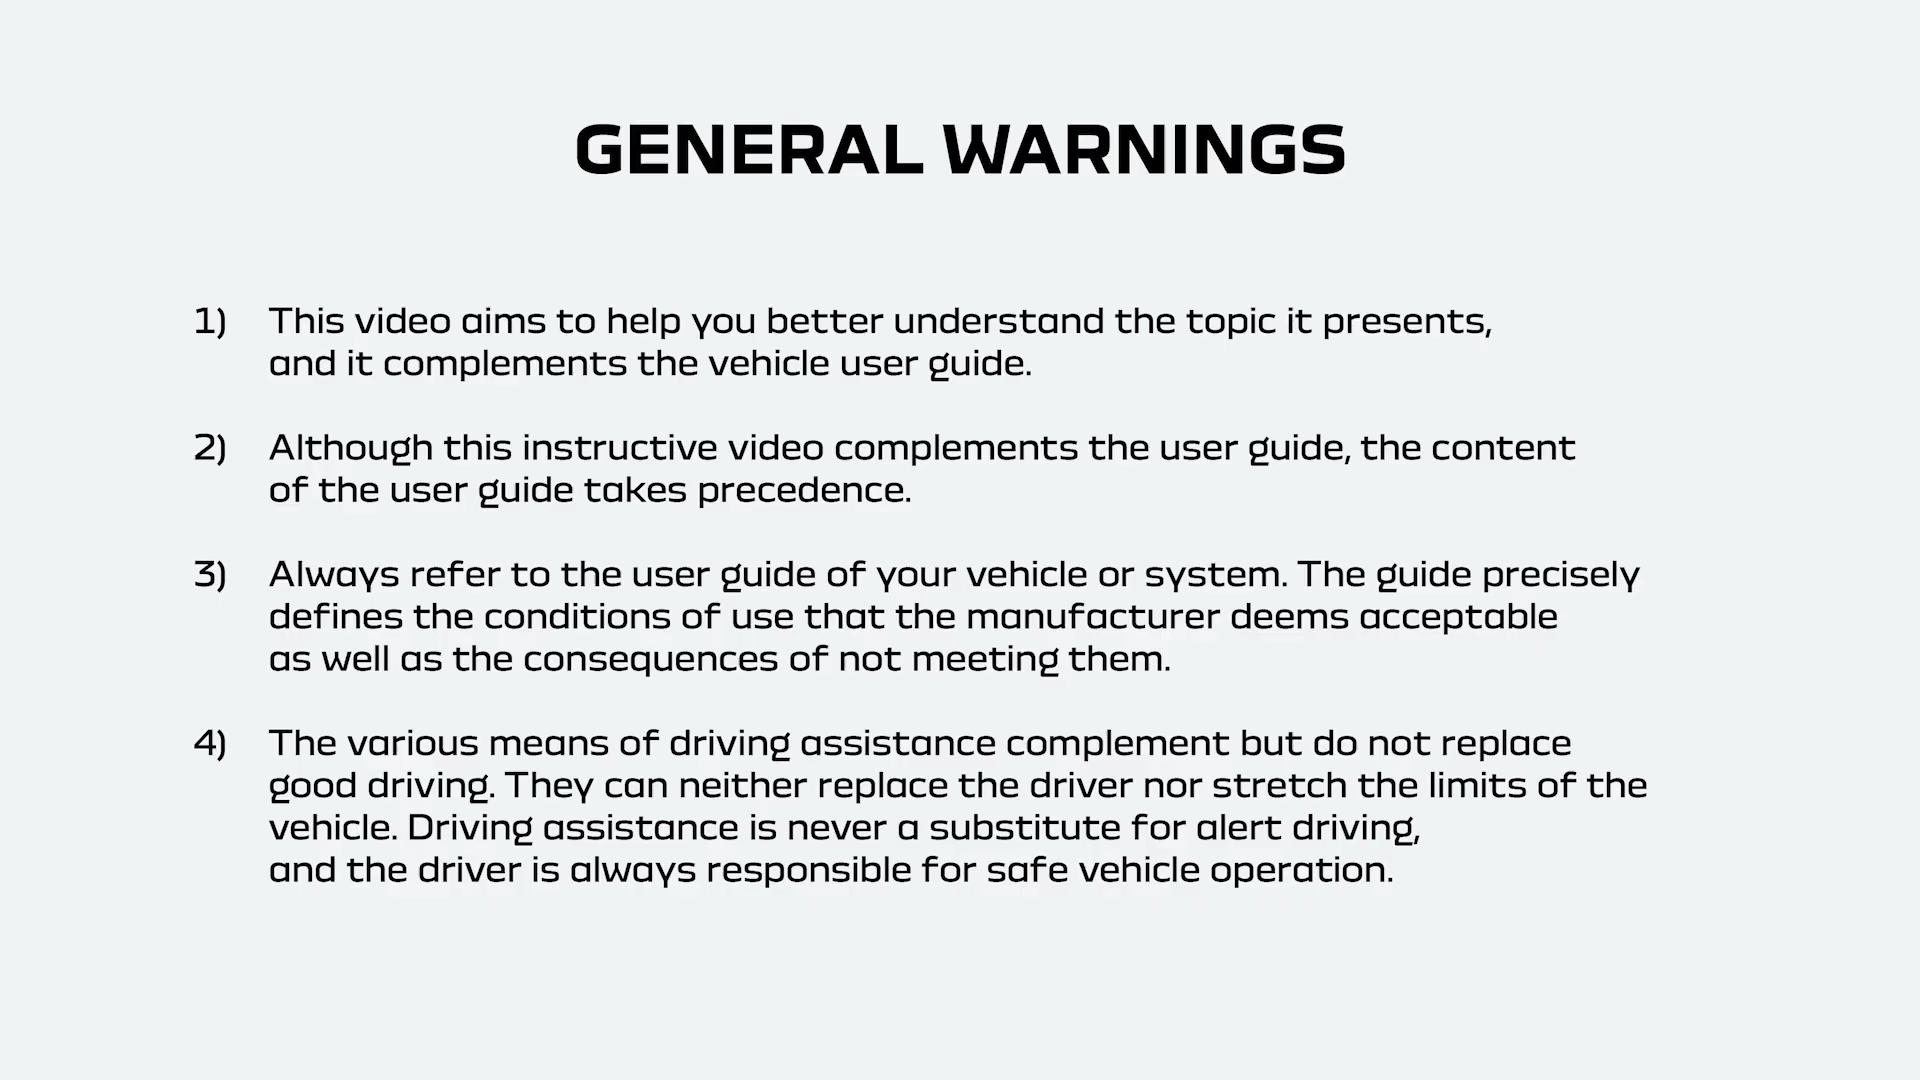 GENERAL WARNINGS
1) This video aims to help you better understand the topic it presents,
and it complements the vehicle user guide.
2) Although this instructive video complements the user guide, the content
of the user guide takes precedence.
3) Always refer to the user guide of your vehicle or system. The guide precisely
defines the conditions of use that the manufacturer deems acceptable
as well as the consequences of not meeting them.
4) The various means of driving assistance complement but do not replace
good driving. They can neither replace the driver nor stretch the limits of the
vehicle. Driving assistance is never a substitute for alert driving,
and the driver is always responsible for safe vehicle operation.